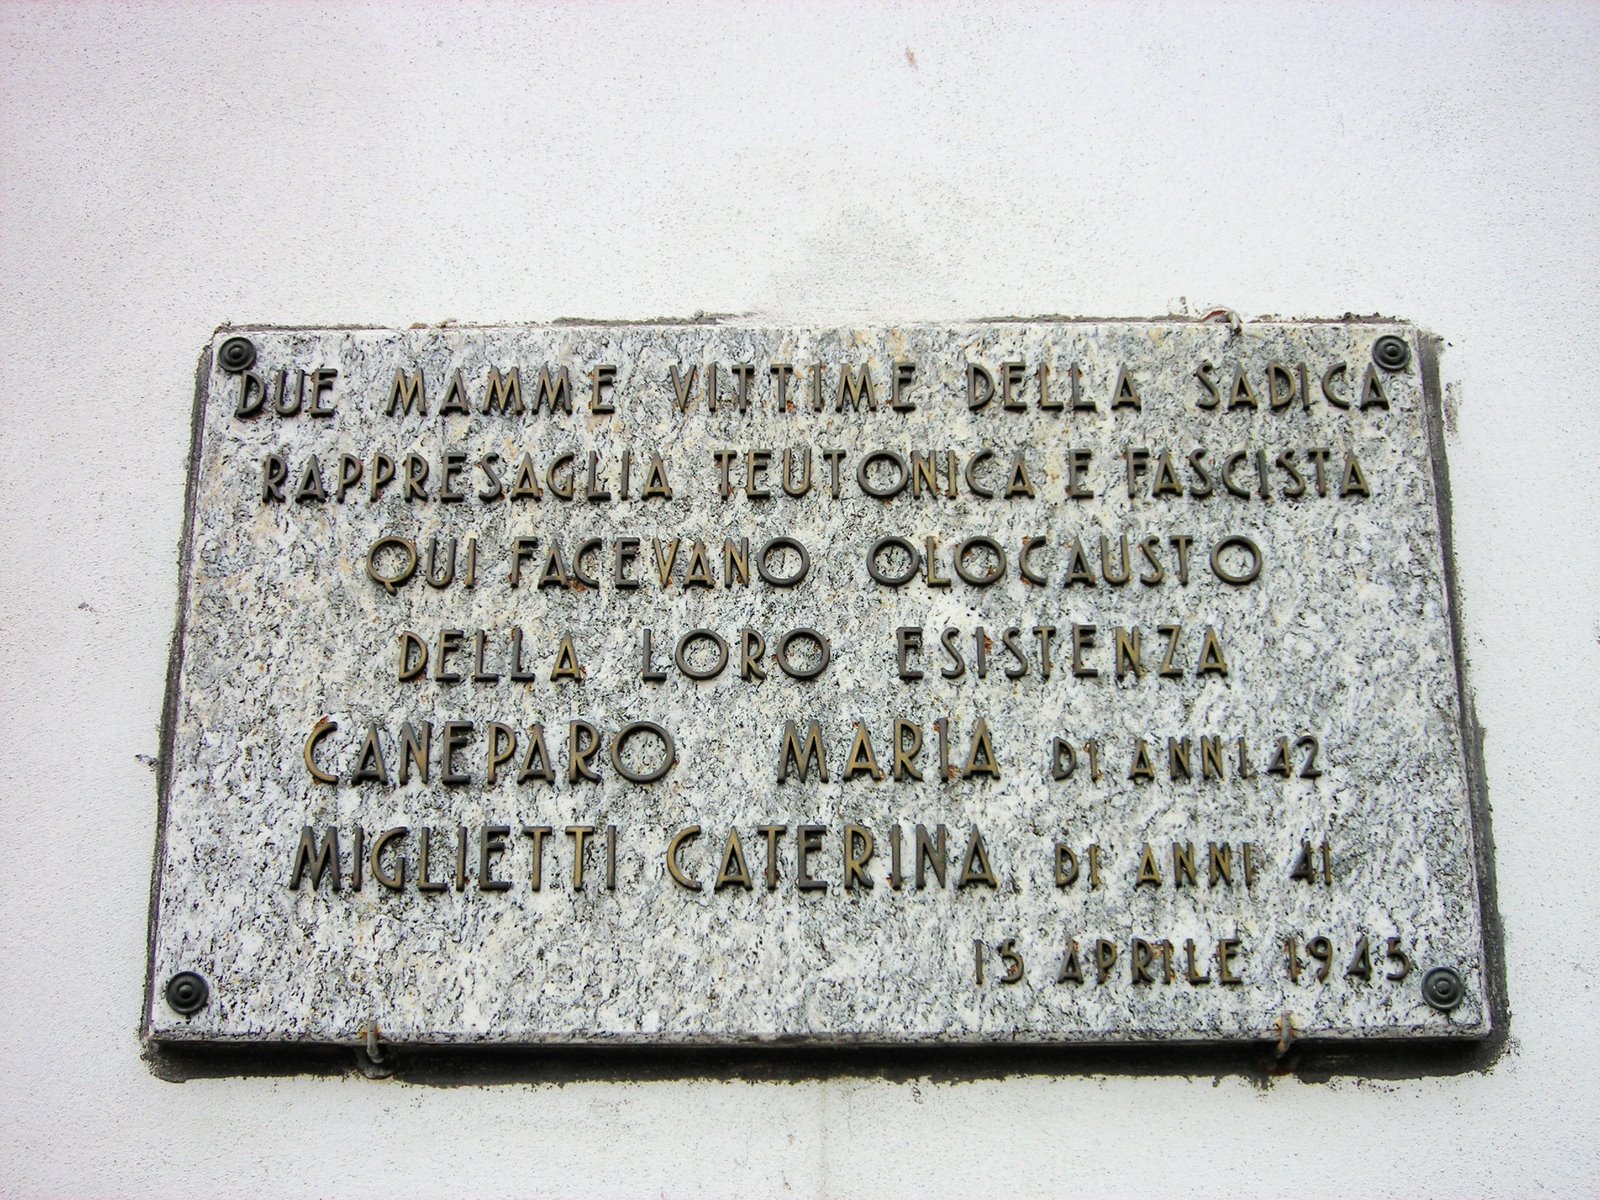 DUE MAMME VITTIME DELLA SADICA
RAPPRESAGLIA TEUTONICA E FASCISTA
QUI FACEVANO OLOCAUSTO
DELLA LORO ESISTENZA
CANEPARO MARIA DI ANNI 42
MIGLIETTI CATERINA DI ANNI 41
15 APRILE 1945